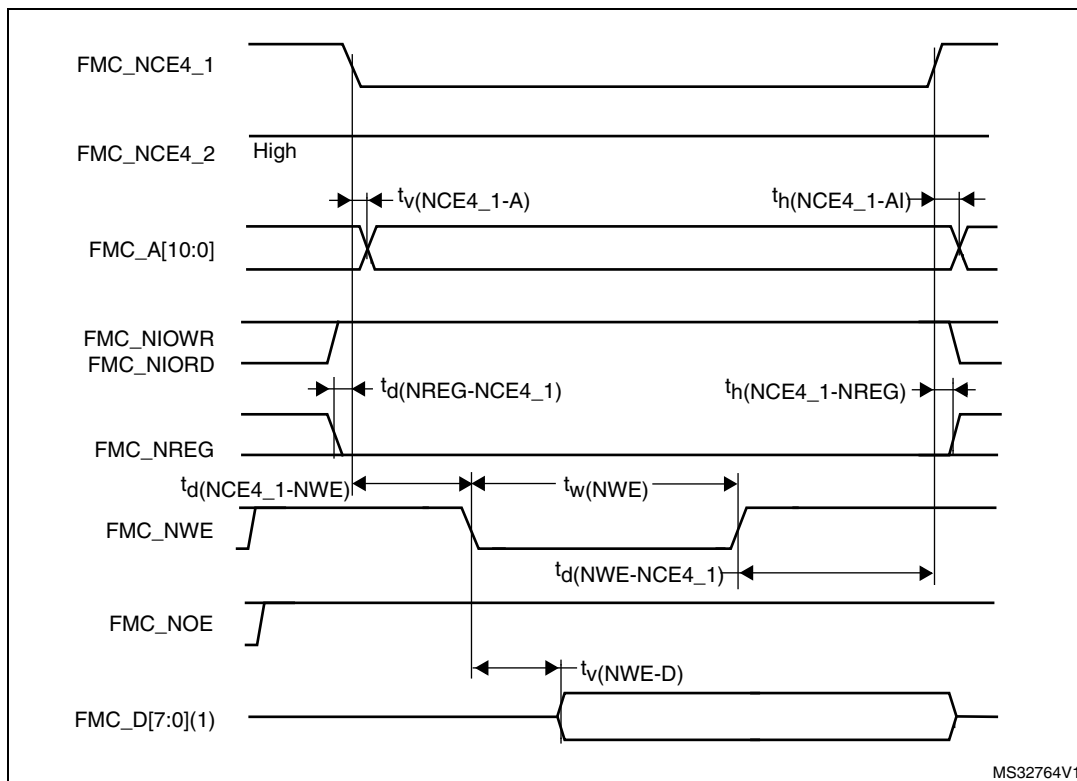 FMC_NCE4_1
FMC_NCE4_2
High
tv(NCE4_1-A)
th(NCE4_1-AI)
FMC_A[10:0]
FMC_NIOWR
FMC_NIORD
td(NREG-NCE4_1)
th(NCE4_1-NREG)
FMC_NREG
td(NCE4_1-NWE)
tw(NWE)
FMC_NWE
td(NWE-NCE4_1)
FMC_NOE
tv(NWE-D)
FMC_D[7:0](1)
MS32764V1